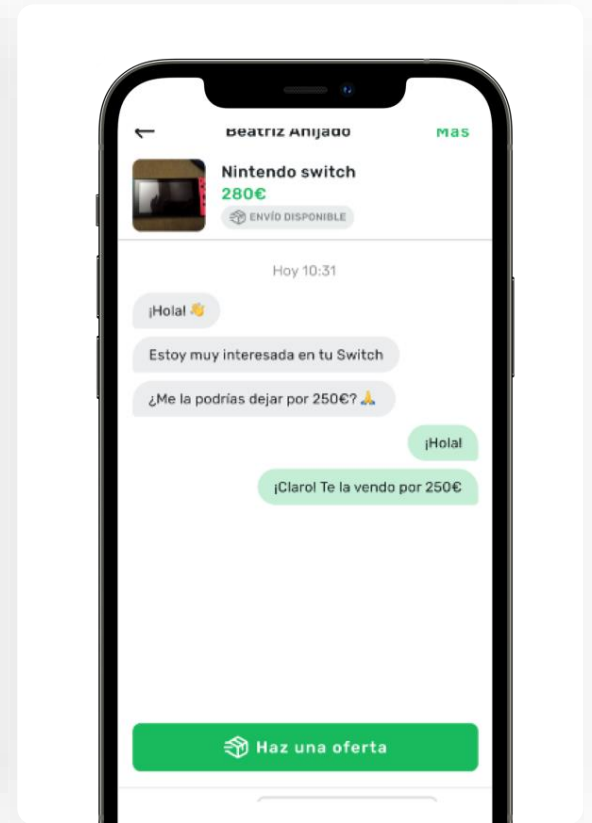 Beatriz Ahijado
Más
Nintendo switch
280€
ENVÍO DISPONIBLE
Hoy 10:31
¡Hola! 👋
Estoy muy interesada en tu Switch
¿Me la podrías dejar por 250€? 🙏
¡Hola!
¡Claro! Te la vendo por 250€
Haz una oferta